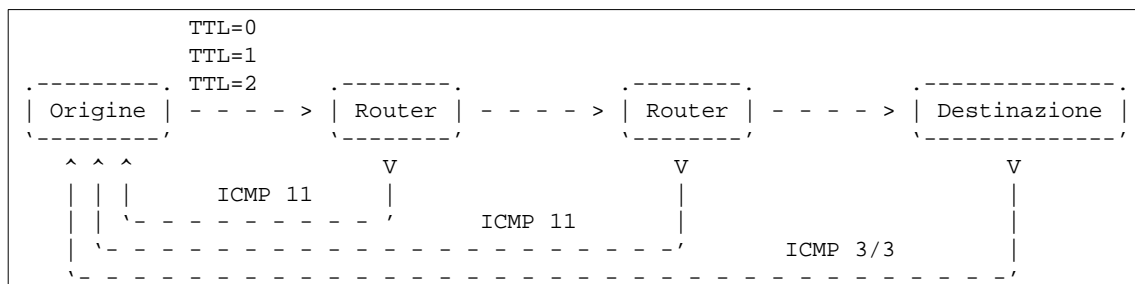 TTL=0
TTL=1
TTL=2
Origine Router Router Destinazione
ICMP 11
ICMP 11
ICMP 3/3